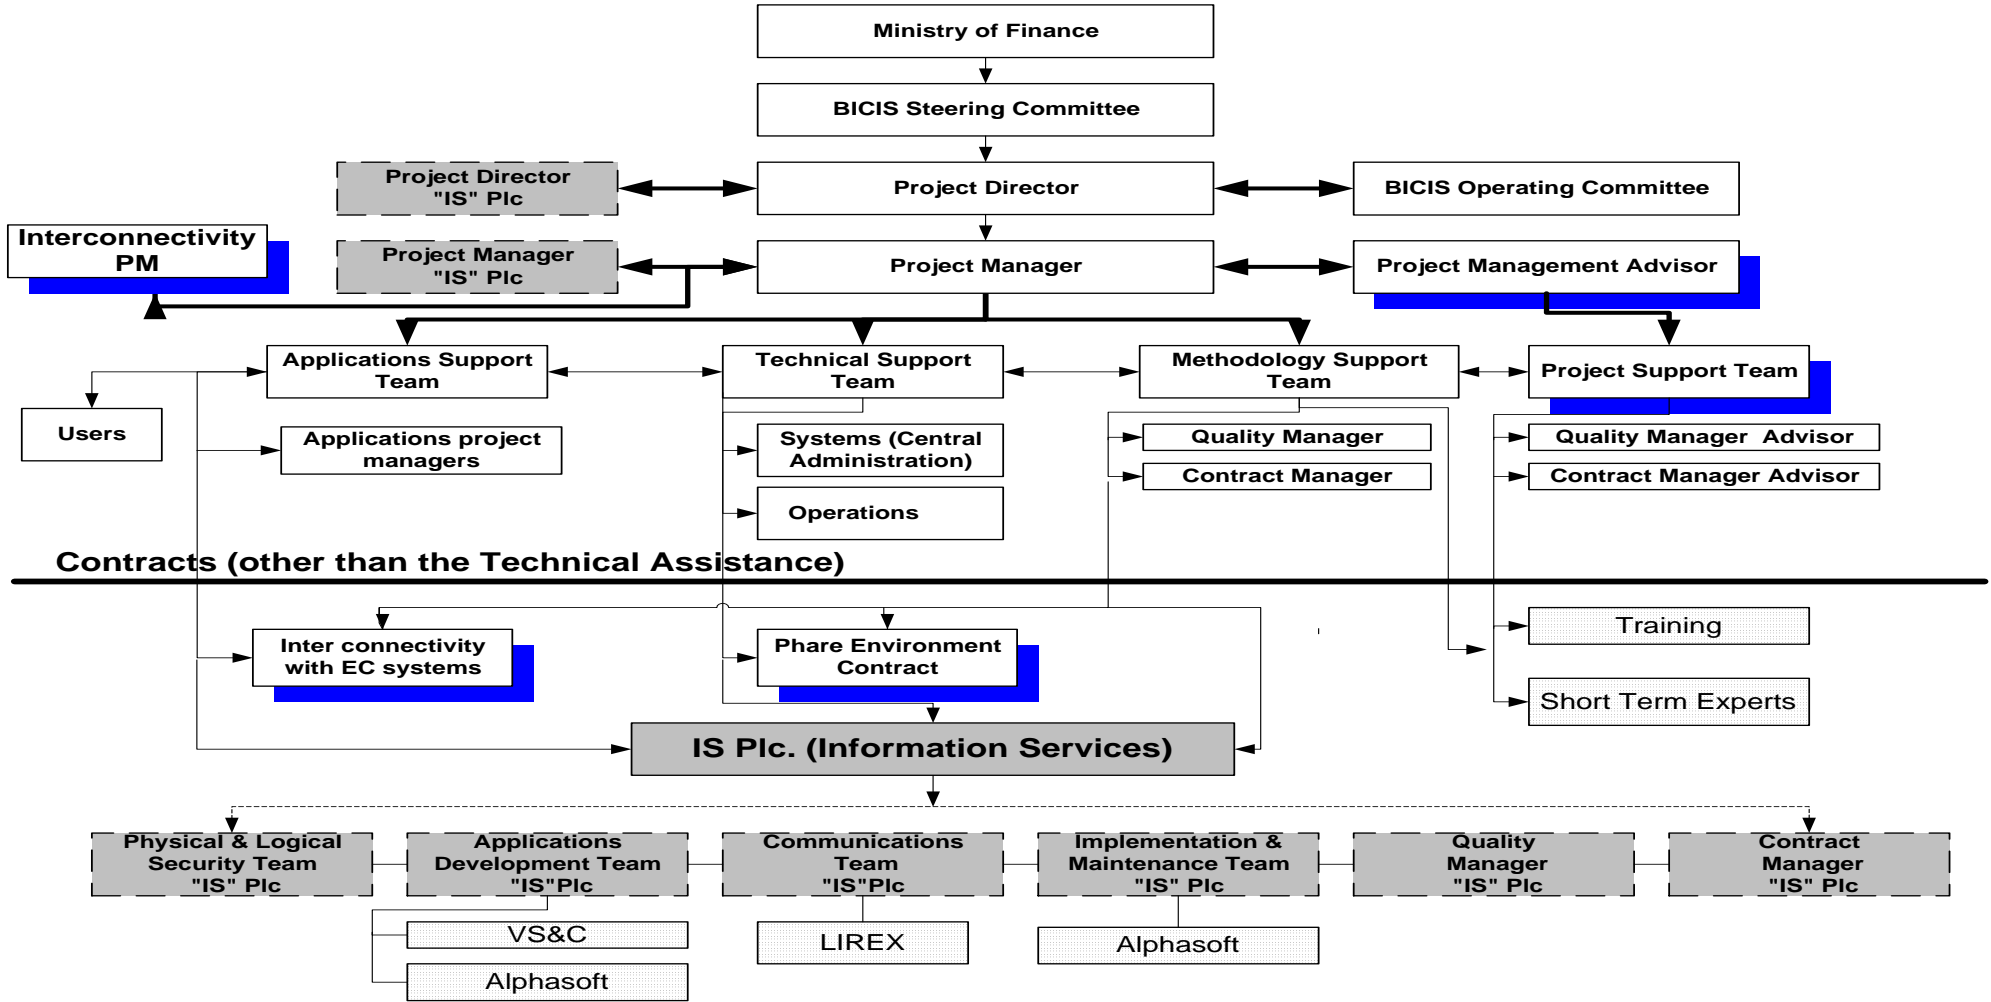 Ministry of Finance
BICIS Steering Committee
Project Director
"IS" Plc
Project Director
BICIS Operating Committee
Interconnectivity
PM
Project Manager
"IS" Plc
Project Manager
Project Management Advisor
Applications Support
Team
Technical Support
Team
Methodology Support
Team
Project Support Team
Users
Applications project
managers
Systems (Central
Administration)
Operations
Quality Manager
Contract Manager
Quality Manager Advisor
Contract Manager Advisor
Contracts (other than the Technical Assistance)
Inter connectivity
with EC systems
Phare Environment
Contract
Training
Short Term Experts
IS Plc. (Information Services)
Physical & Logical
Security Team
"IS" Plc
Applications
Development Team
"IS"Plc
Communications
Team
"IS"Plc
Implementation &
Maintenance Team
"IS" Plc
Quality
Manager
"IS" Plc
Contract
Manager
"IS" Plc
VS&C
Alphasoft
LIREX
Alphasoft